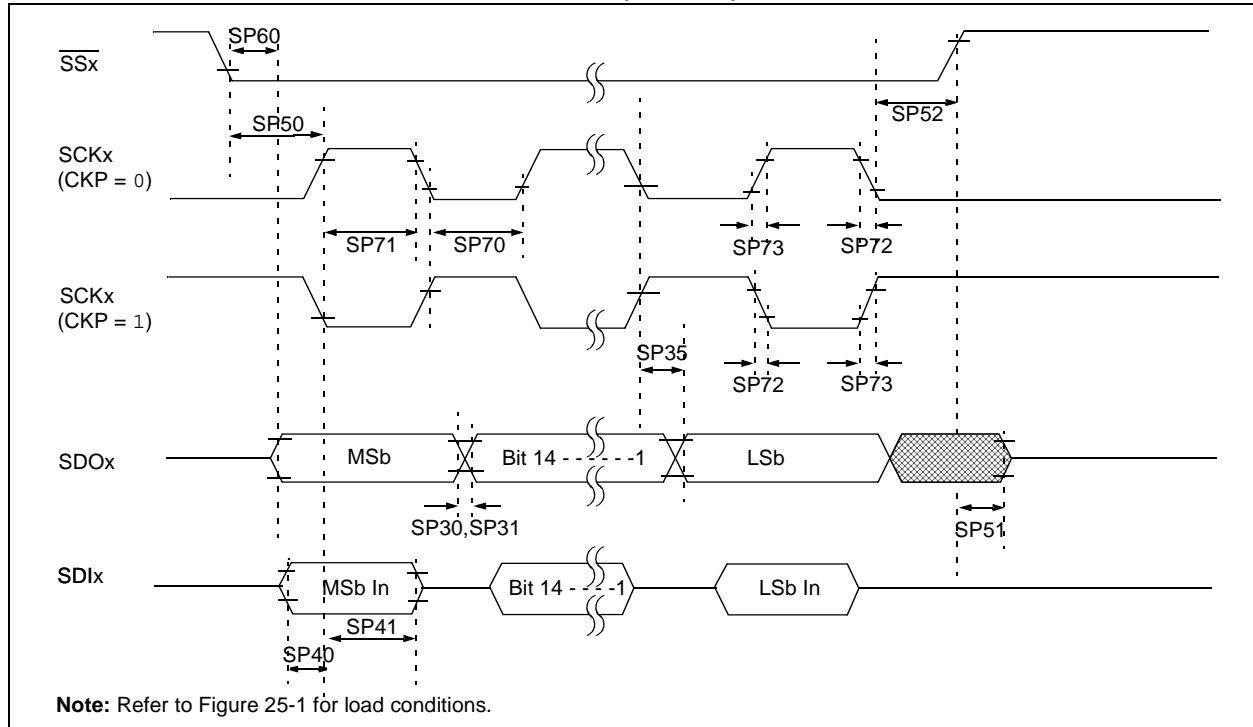 SP60
SSx
SP50
SP52
SCKx
(CKP = 0)
SP71
SP70
SP73
SP72
SCKx
(CKP = 1)
SP35
SP72
SP73
SDOx
MSb
Bit 14 - - - - - -1
LSb
SP30,SP31
SP51
SDIx
MSb In
Bit 14 - - - -1
LSb In
SP41
SP40
Note: Refer to Figure 25-1 for load conditions.